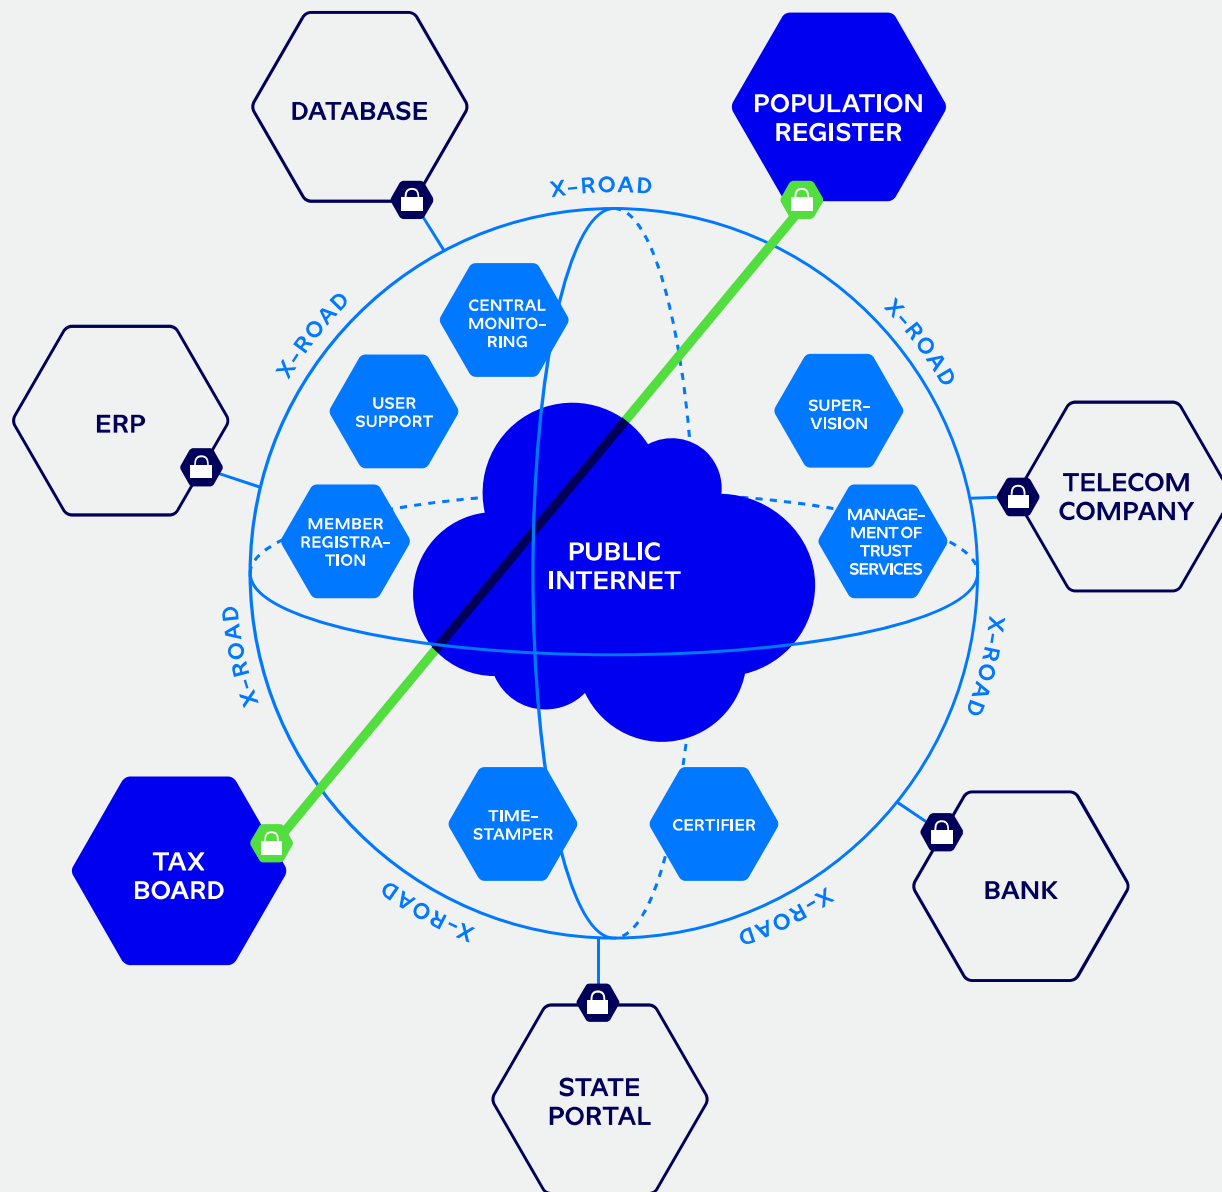 DATABASE
POPULATION
REGISTER
X-ROAD
X-ROAD
X-ROAD
CENTRAL
MONITO-
RING
USER
SUPPORT
SUPER-
VISION
ERP
TELECOM
COMPANY
MEMBER
REGISTRA-
TION
PUBLIC
INTERNET
MANAGE-
MENT OF
TRUST
SERVICES
X-ROAD
X-ROAD
TIME-
STAMPER
CERTIFIER
TAX
BOARD
X-ROAD
X-ROAD
BANK
STATE
PORTAL